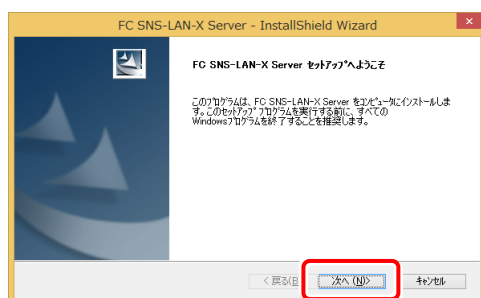 FC SNS-LAN-X Server - InstallShield Wizard
FC SNS-LAN-X Server ｾｯﾄｱｯﾌﾟへようこそ
このﾌﾟﾛｸﾞﾗﾑは、FC SNS-LAN-X Server をｺﾝﾋﾟｭｰﾀにｲﾝｽﾄｰﾙしま
す。このｾｯﾄｱｯﾌﾟ ﾌﾟﾛｸﾞﾗﾑを実行する前に、すべての
Windowsﾌﾟﾛｸﾞﾗﾑを終了することを推奨します。
< 戻る(B
次へ (N)>
ｷｬﾝｾﾙ